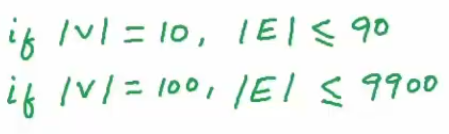 if |V| = 10, |E| ≤ 90
if |V| = 100, |E| ≤ 9900